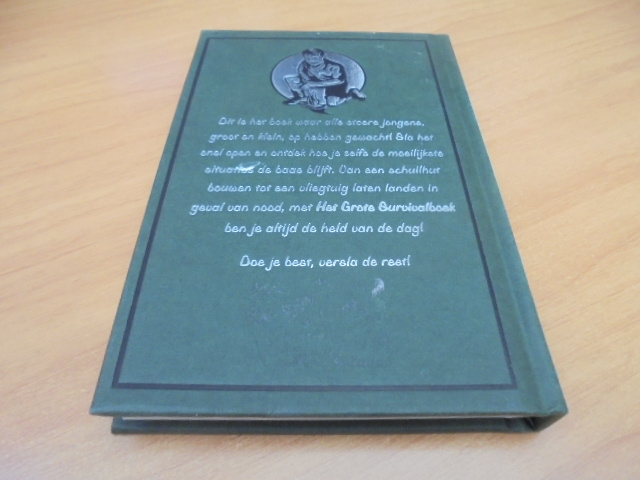 Dit is het boek waar alle stoere jongens,
groot en klein, op hebben gewacht! Sla het
snel open en ontdek hoe je zelfs de moeilijkste
situaties de baas blijft. Van een schuilhut
bouwen tot een vliegtuig laten landen in
geval van nood, met Het Grote Survivalboek
ben je altijd de held van de dag!
Doe je best, versla de rest!